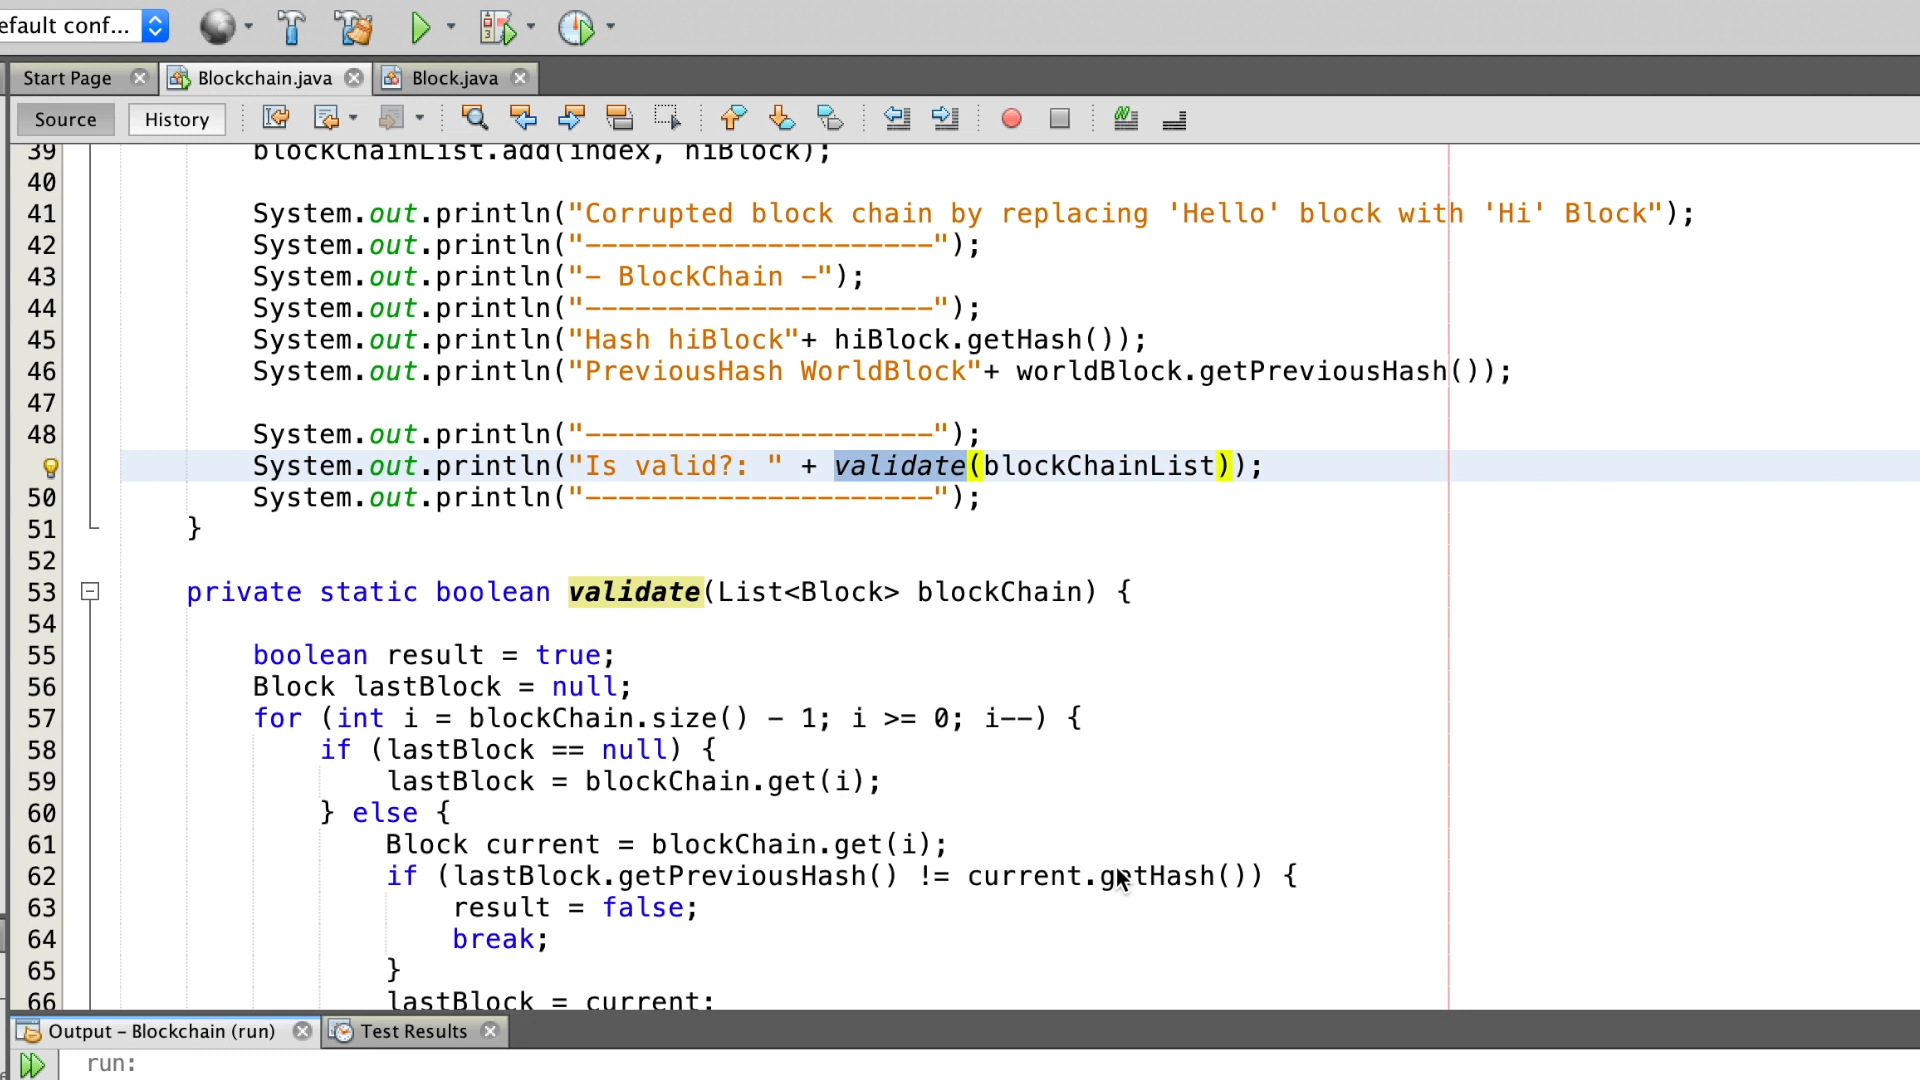 efault conf...
Start Page Blockchain.java Block.java
Source History
39 blockChainList.add(index, hiBlock);
40
41 System.out.println("Corrupted block chain by replacing 'Hello' block with 'Hi' Block");
42 System.out.println("---------------------");
43 System.out.println("- BlockChain -");
44 System.out.println("---------------------");
45 System.out.println("Hash hiBlock"+ hiBlock.getHash());
46 System.out.println("PreviousHash WorldBlock"+ worldBlock.getPreviousHash());
47
48 System.out.println("---------------------");
System.out.println("Is valid?: " + validate(blockChainList));
50 System.out.println("---------------------");
51 }
52
53 private static boolean validate(List<Block> blockChain) {
54
55 boolean result = true;
56 Block lastBlock = null;
57 for (int i = blockChain.size() - 1; i >= 0; i--) {
58 if (lastBlock == null) {
59 lastBlock = blockChain.get(i);
60 } else {
61 Block current = blockChain.get(i);
62 if (lastBlock.getPreviousHash() != current.getHash()) {
63 result = false;
64 break;
65 }
66 lastBlock = current;
Output - Blockchain (run) Test Results
run: